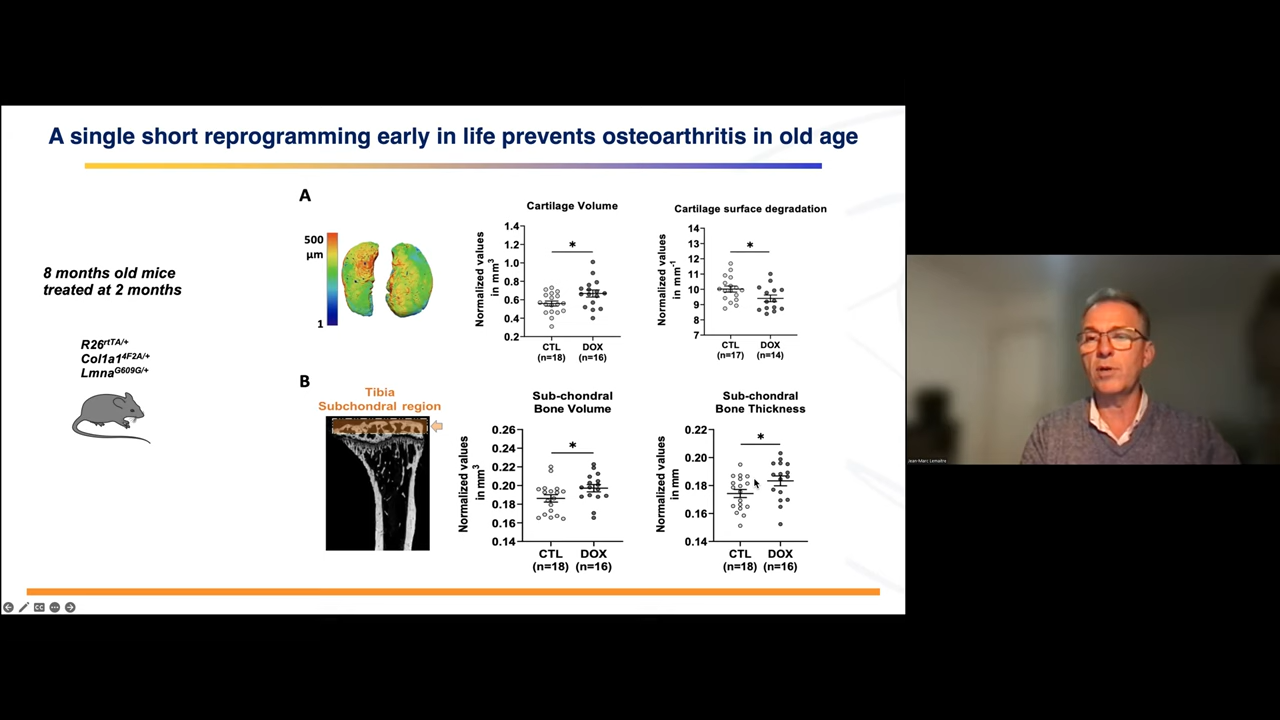 A single short reprogramming early in life prevents osteoarthritis in old age
8 months old mice
treated at 2 months
R26rtTA/+
Col1a14F2A/+
LmnaG609G/+
A
500
µm
1
Cartilage Volume
Normalized values
in mm3
1.4
1.2
1.0
0.8
0.6
0.4
0.2
*
CTL
(n=18)
DOX
(n=16)
Cartilage surface degradation
Normalized values
in mm-1
14
13
12
11
10
9
8
7
*
CTL
(n=17)
DOX
(n=14)
B
Tibia
Subchondral region
Sub-chondral
Bone Volume
Normalized values
in mm3
0.26
0.24
0.22
0.20
0.18
0.16
0.14
*
CTL
(n=18)
DOX
(n=16)
Sub-chondral
Bone Thickness
Normalized values
in mm
0.22
0.20
0.18
0.16
0.14
*
CTL
(n=18)
DOX
(n=16)
Jean-Marc Lemaitre